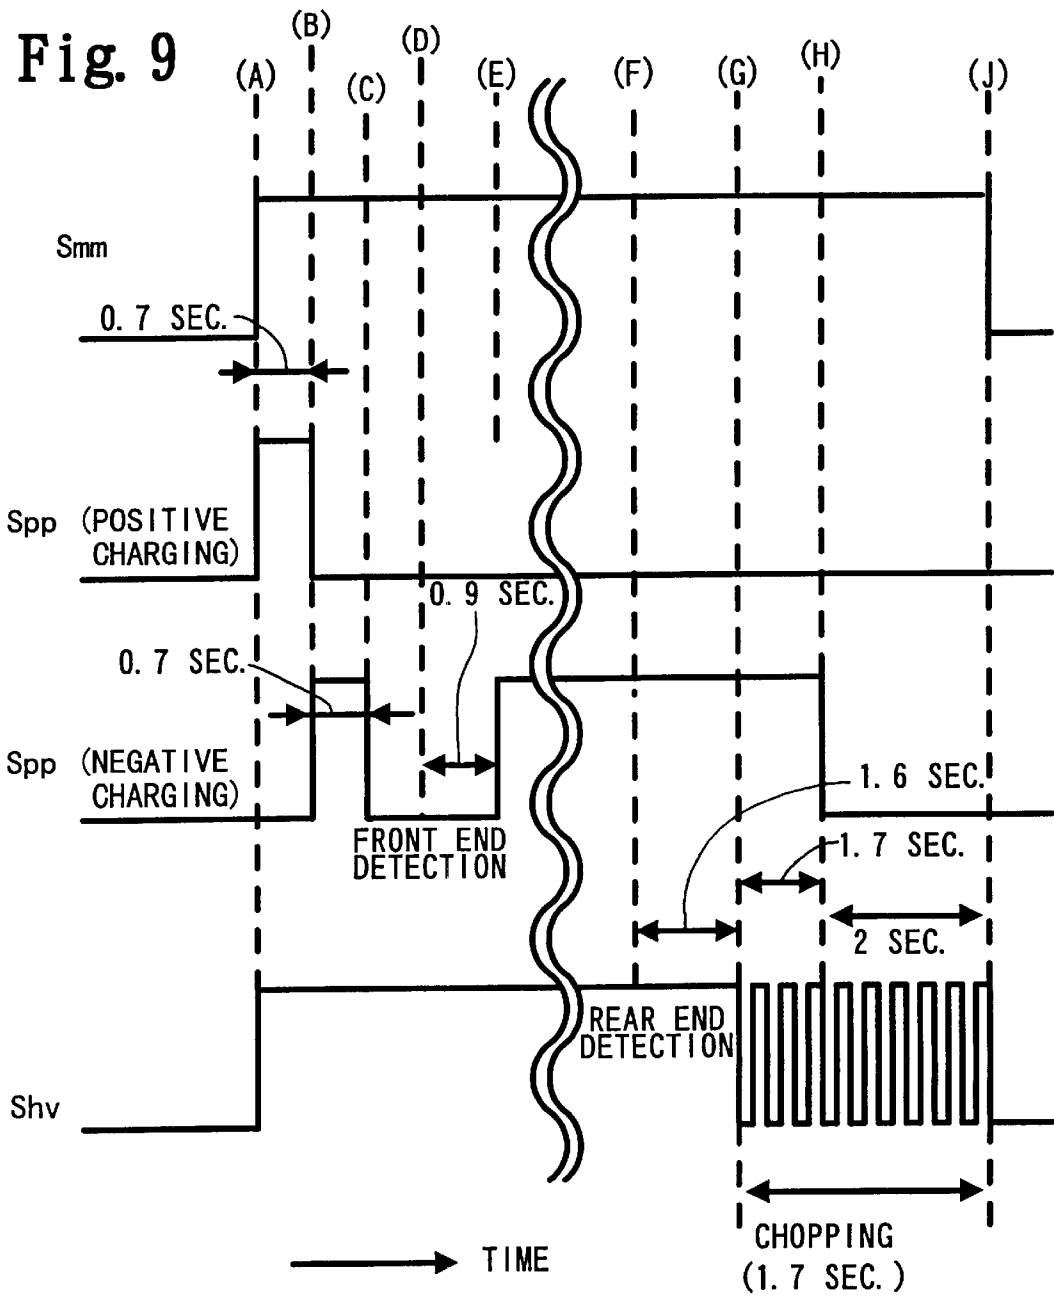 Fig. 9
(A)
(B)
(C)
(D)
(E)
(F)
(G)
(H)
(J)
Smm
0.7 SEC.
Spp (POSITIVE
CHARGING)
0.9 SEC.
0.7 SEC.
Spp (NEGATIVE
CHARGING)
FRONT END
DETECTION
1.6 SEC.
1.7 SEC.
2 SEC.
REAR END
DETECTION
Shv
CHOPPING
(1.7 SEC.)
TIME